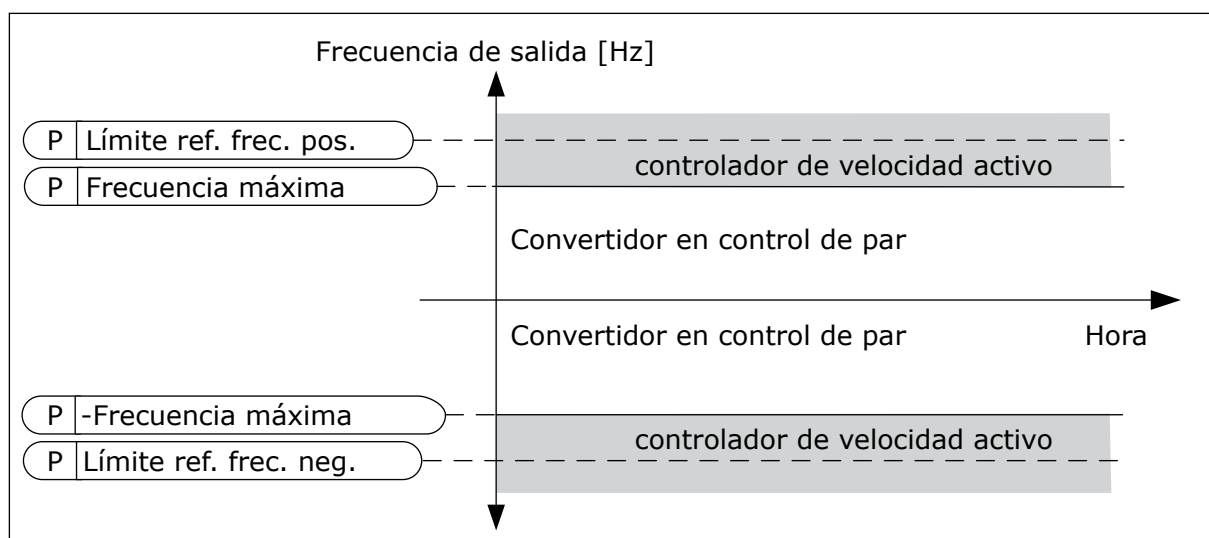 Frecuencia de salida [Hz]
P Límite ref. frec. pos.
controlador de velocidad activo
P Frecuencia máxima
Convertidor en control de par
Convertidor en control de par
Hora
P -Frecuencia máxima
controlador de velocidad activo
P Límite ref. frec. neg.